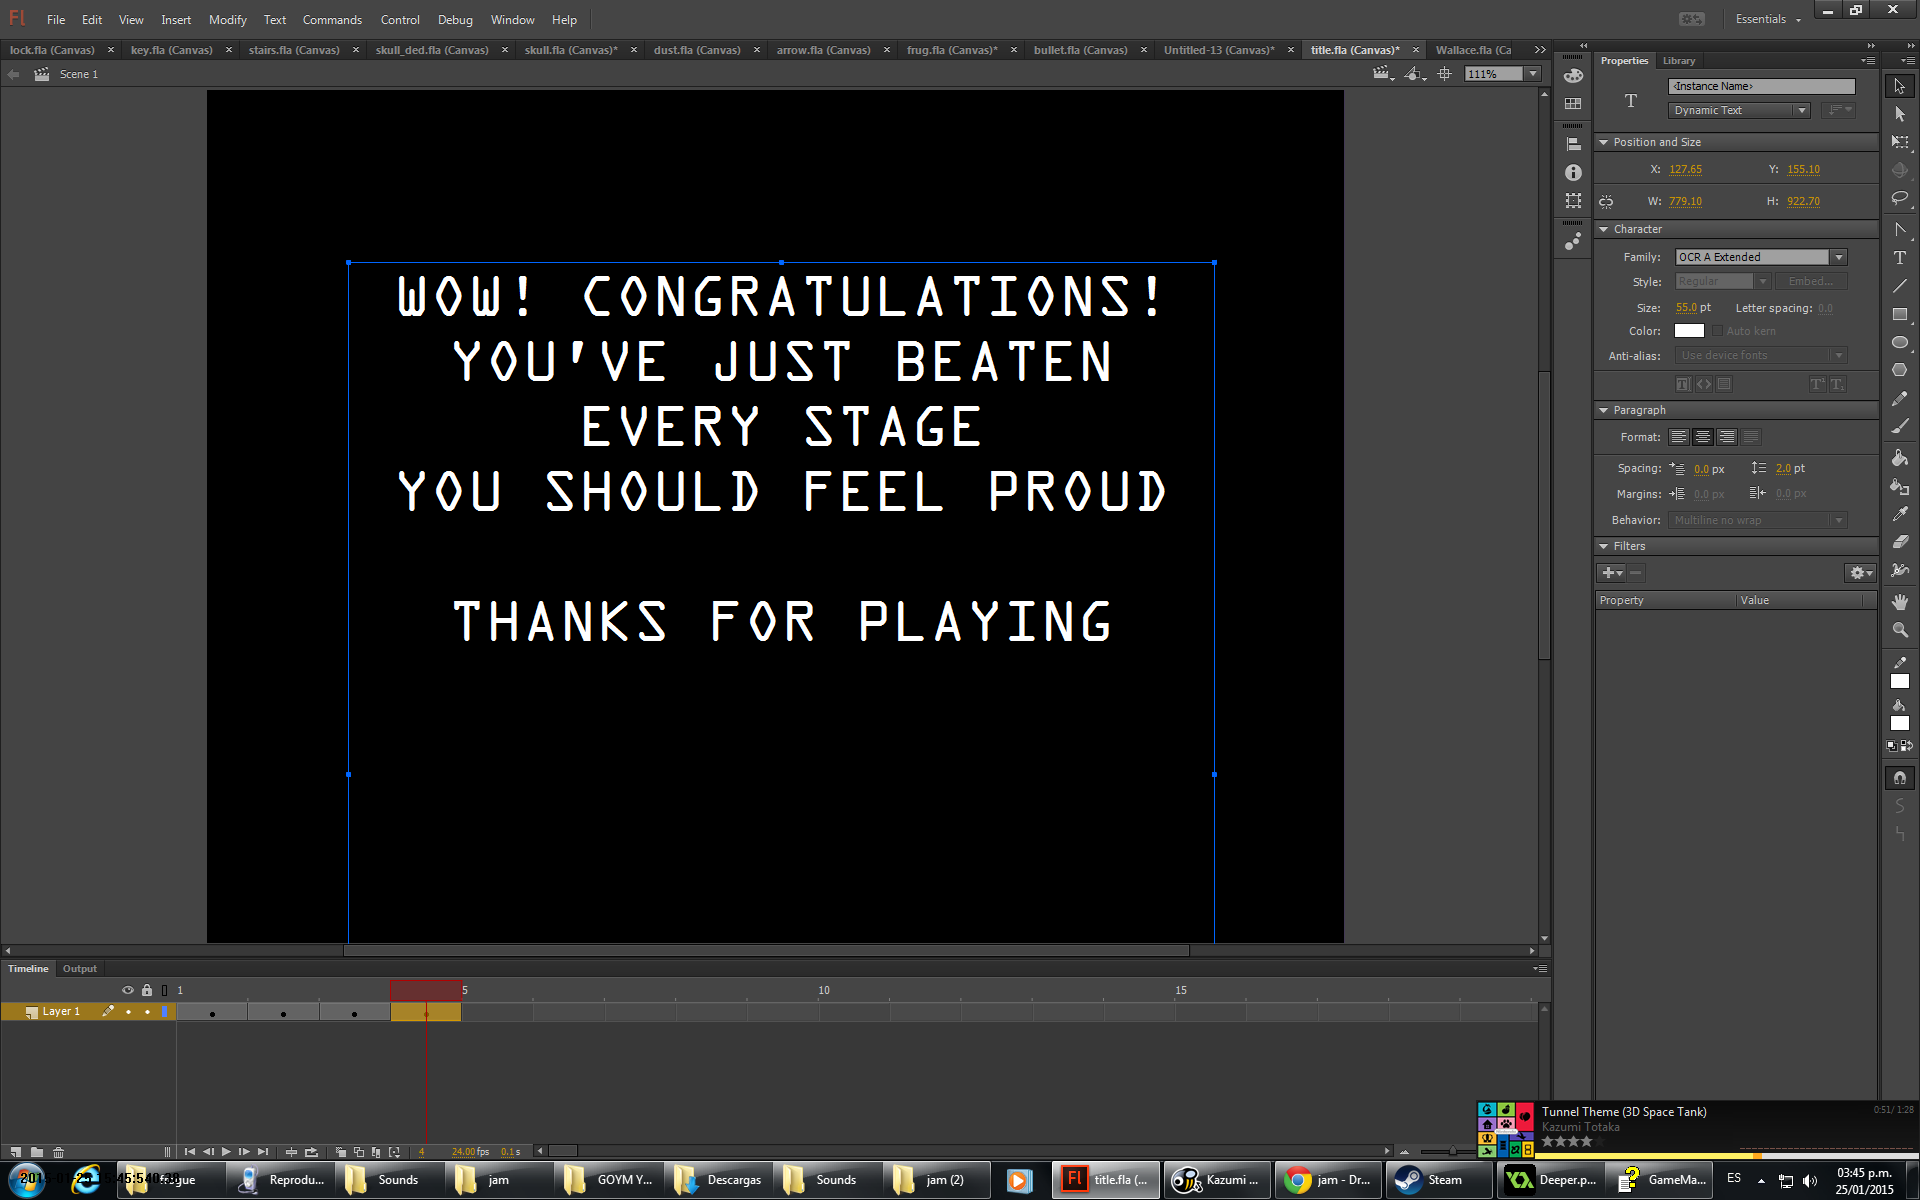 Fl File Edit View Insert Modify Text Commands Control Debug Window Help Essentials
lock.fla (Canvas) key.fla (Canvas) stairs.fla (Canvas) skull_ded.fla (Canvas) skull.fla (Canvas)* dust.fla (Canvas) arrow.fla (Canvas) frug.fla (Canvas)* bullet.fla (Canvas) Untitled-13 (Canvas)* title.fla (Canvas)* Wallace.fla (Ca
Scene 1 111%
WOW! CONGRATULATIONS!
YOU'VE JUST BEATEN
EVERY STAGE
YOU SHOULD FEEL PROUD
THANKS FOR PLAYING
Properties Library
<Instance Name>
T Dynamic Text
Position and Size
X: 127.65 Y: 155.10
W: 779.10 H: 922.70
Character
Family: OCR A Extended
Style: Regular Embed...
Size: 55.0 pt Letter spacing: 0.0
Color: Auto kern
Anti-alias: Use device fonts
Paragraph
Format:
Spacing: 0.0 px 2.0 pt
Margins: 0.0 px 0.0 px
Behavior: Multiline no wrap
Filters
Property Value
Timeline Output
1 5 10 15
Layer 1
4 24.00 fps 0.1 s
Tunnel Theme (3D Space Tank) 0:51/ 1:28
Kazumi Totaka
Reprodu... Sounds jam GOYM Y... Descargas Sounds jam (2) Fl title.fla (... Kazumi ... jam - Dr... Steam Deeper.p... GameMa... ES 03:45 p.m.
25/01/2015